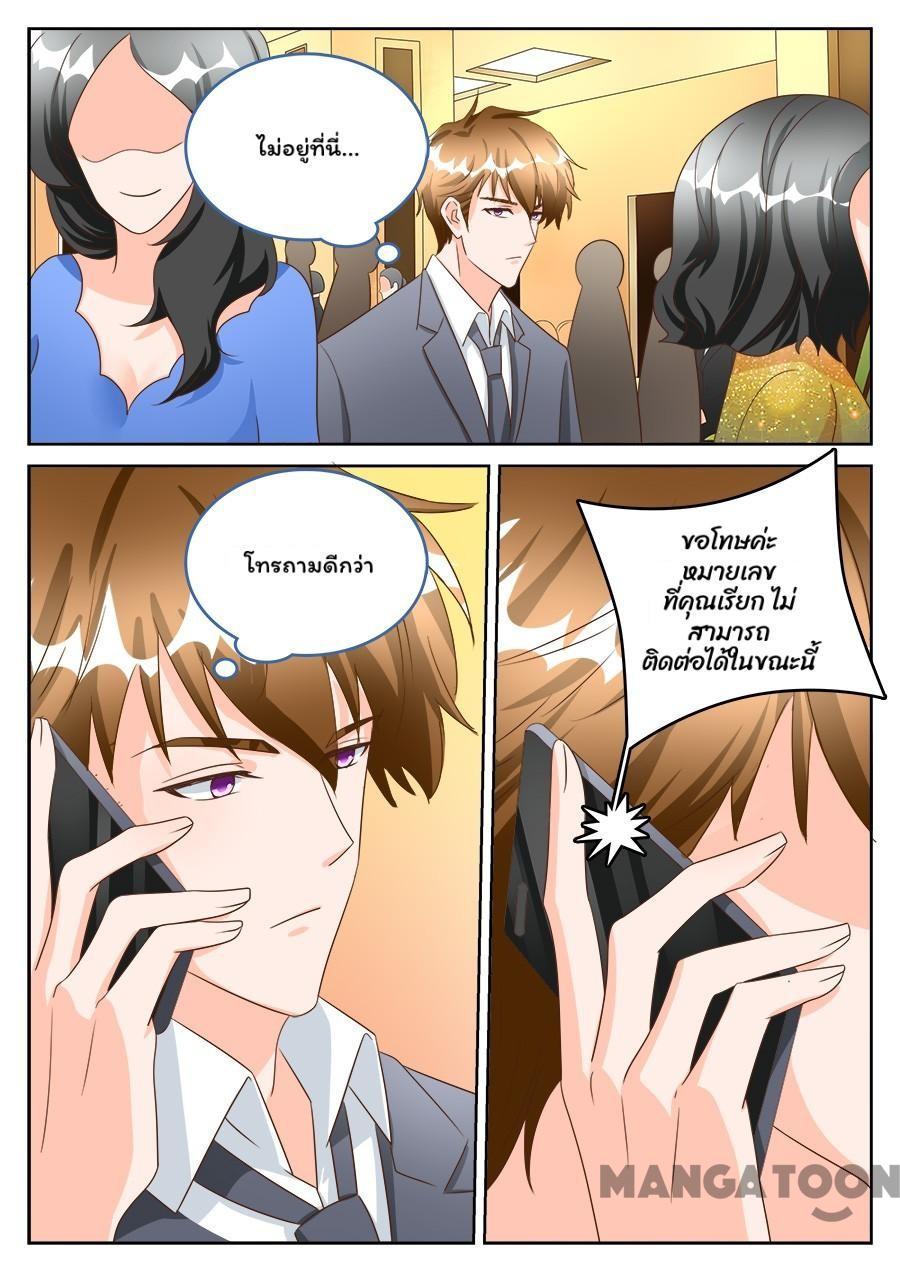 ไม่อยู่ที่นี่...
โทรถามดีกว่า
ขอโทษค่ะ
หมายเลข
ที่คุณเรียก ไม่
สามารถ
ติดต่อได้ในขณะนี้
MANGATOON